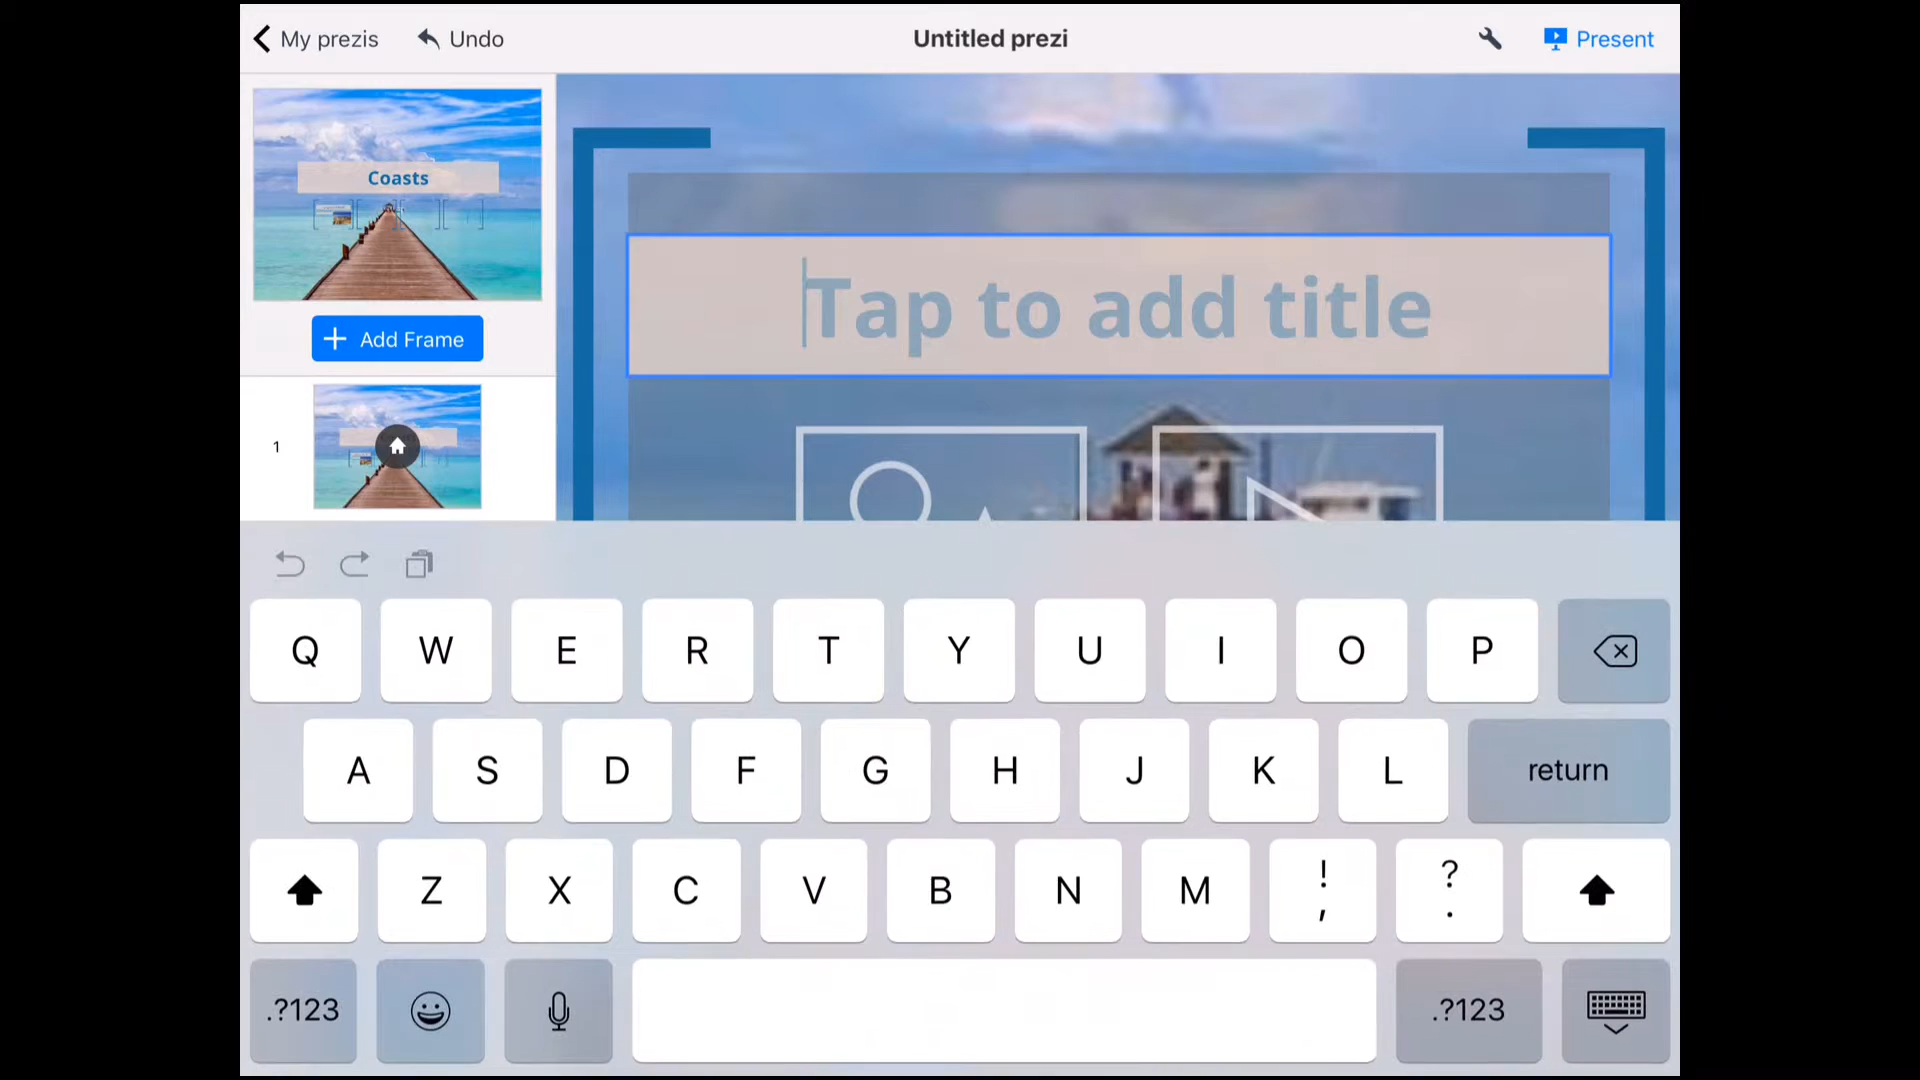 My prezis Undo Untitled prezi Present
Coasts
Add Frame
1
Tap to add title
Q W E R T Y U I O P
A S D F G H J K L return
Z X C V B N M ! , ? .
.?123 .?123